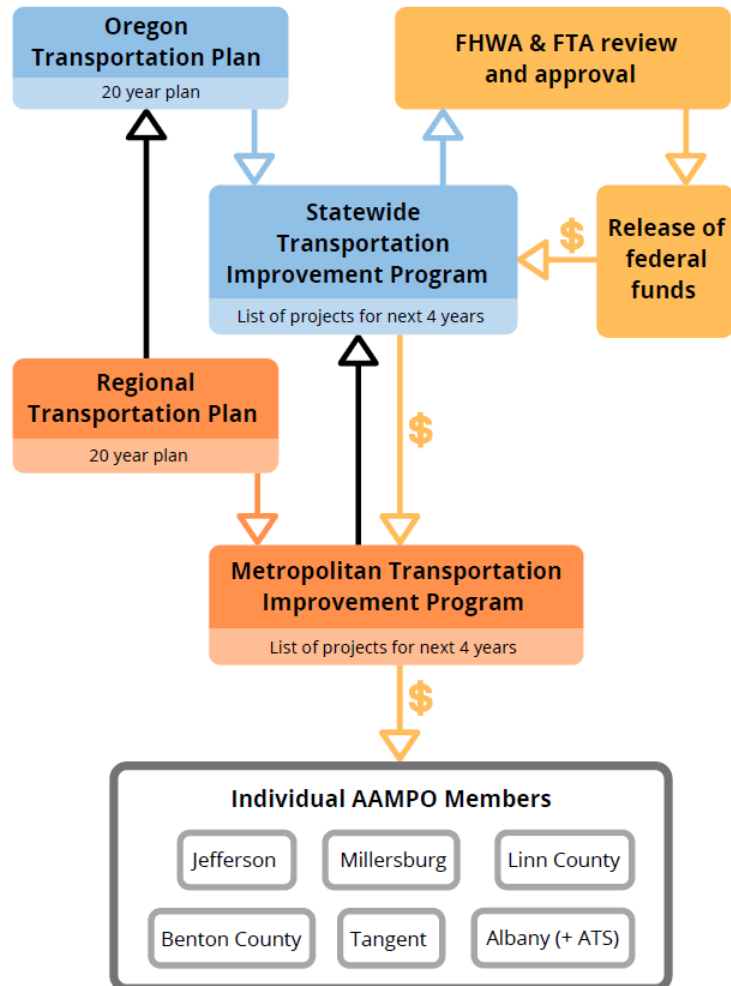 Oregon
Transportation Plan
20 year plan
FHWA & FTA review
and approval
Statewide
Transportation
Improvement Program
List of projects for next 4 years
$
Release of
federal
funds
Regional
Transportation Plan
20 year plan
$
Metropolitan Transportation
Improvement Program
List of projects for next 4 years
$
Individual AAMPO Members
Jefferson
Millersburg
Linn County
Benton County
Tangent
Albany (+ ATS)